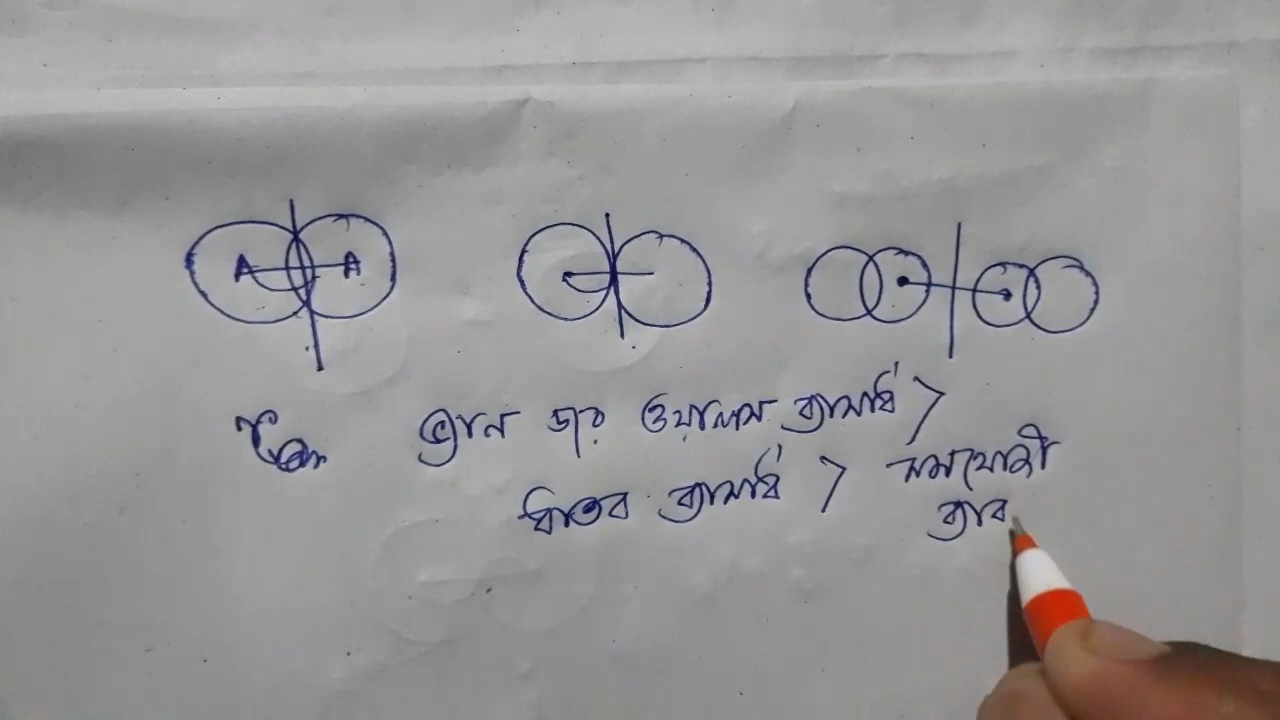 A A
ভ্যান ডার ওয়ালস ব্যাসার্ধ >
ধাতব ব্যাসার্ধ > সমযোজী
ব্যাব